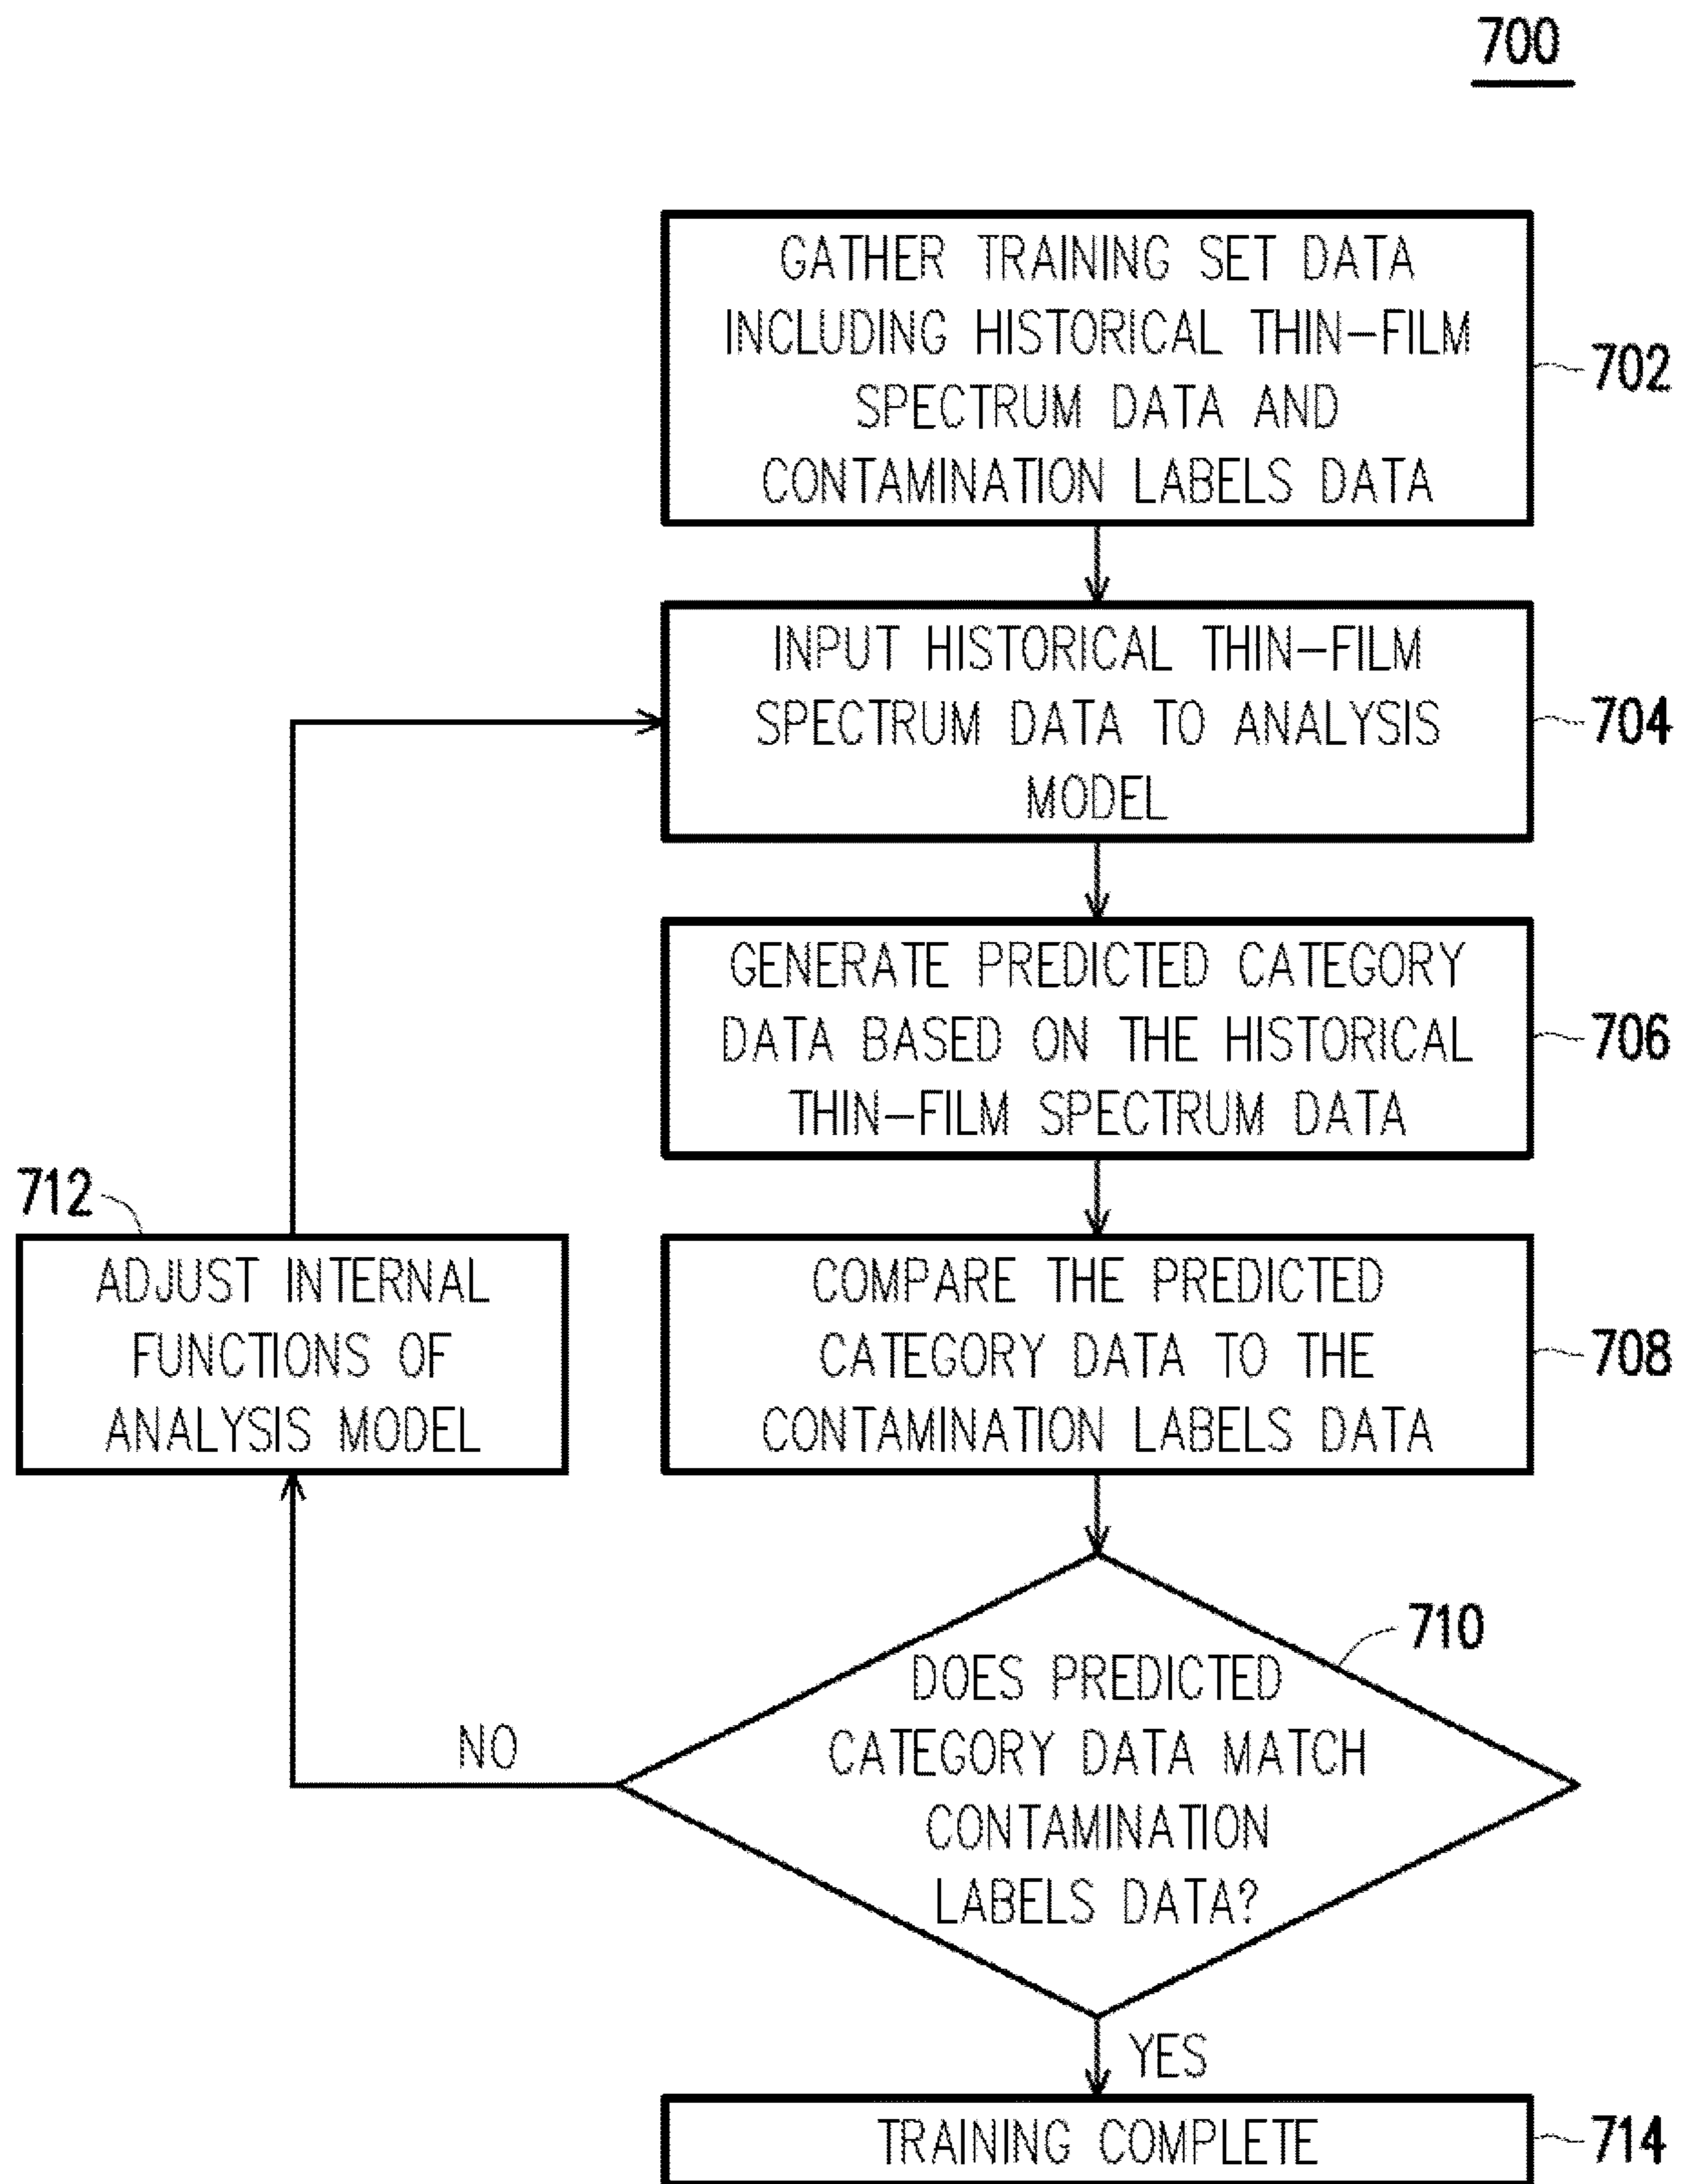 700
GATHER TRAINING SET DATA
INCLUDING HISTORICAL THIN-FILM
SPECTRUM DATA AND
CONTAMINATION LABELS DATA
702
INPUT HISTORICAL THIN-FILM
SPECTRUM DATA TO ANALYSIS
MODEL
704
GENERATE PREDICTED CATEGORY
DATA BASED ON THE HISTORICAL
THIN-FILM SPECTRUM DATA
706
712
ADJUST INTERNAL
FUNCTIONS OF
ANALYSIS MODEL
COMPARE THE PREDICTED
CATEGORY DATA TO THE
CONTAMINATION LABELS DATA
708
710
DOES PREDICTED
CATEGORY DATA MATCH
CONTAMINATION
LABELS DATA?
NO
YES
TRAINING COMPLETE
714